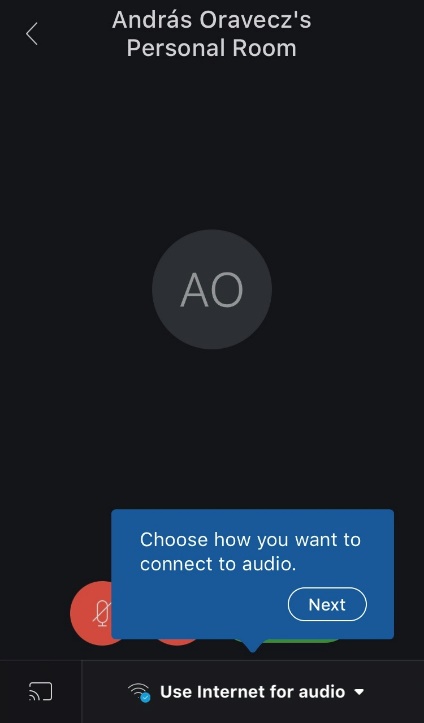 András Oravecz's
Personal Room
AO
Choose how you want to
connect to audio.
Next
Use Internet for audio